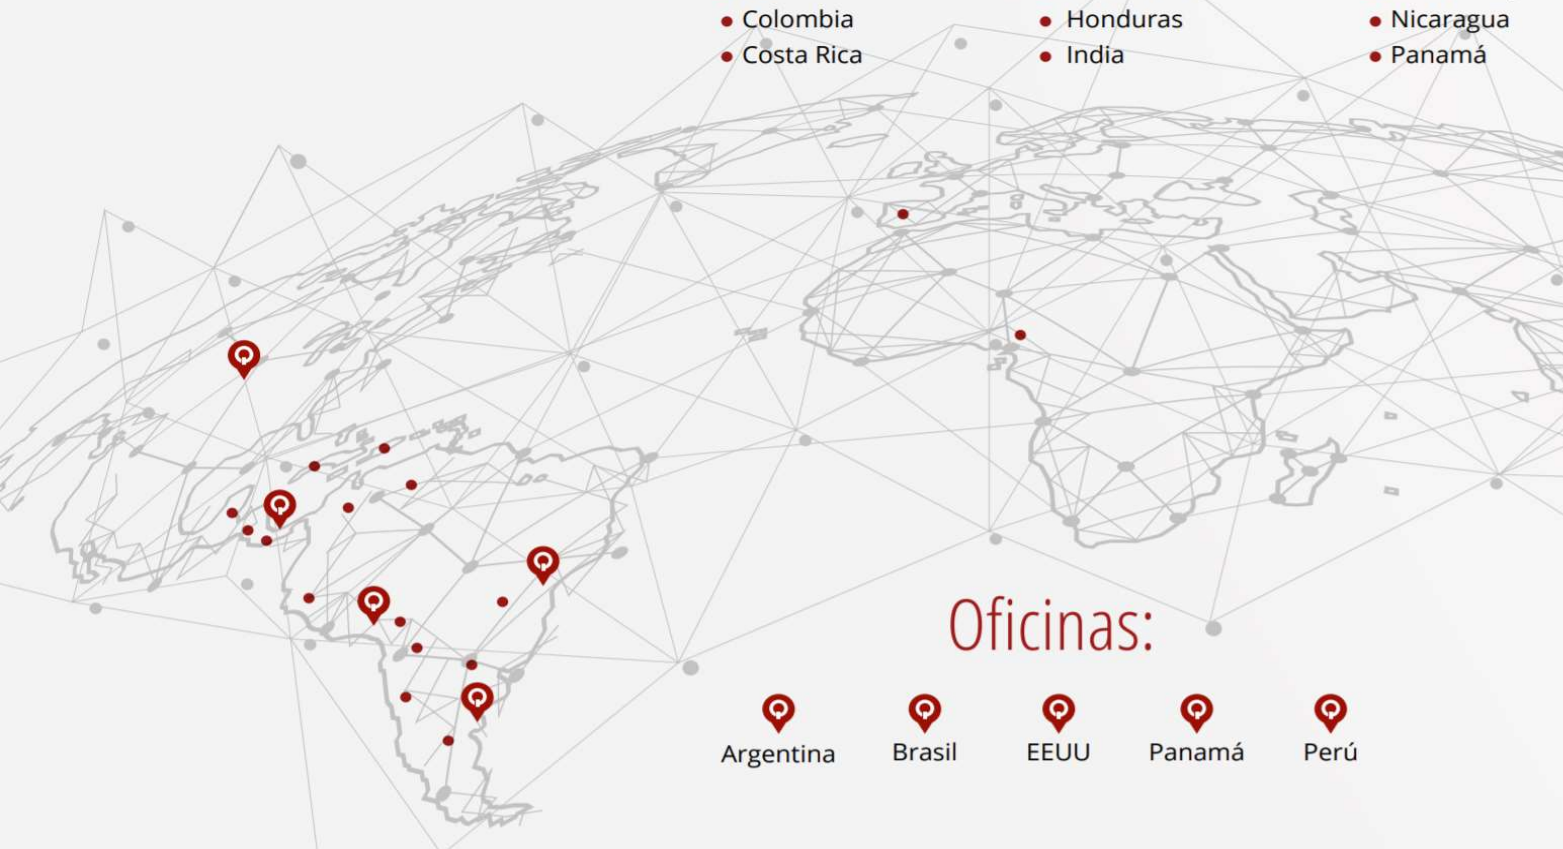 Colombia Honduras Nicaragua
Costa Rica India Panamá
Oficinas:
Argentina Brasil EEUU Panamá Perú